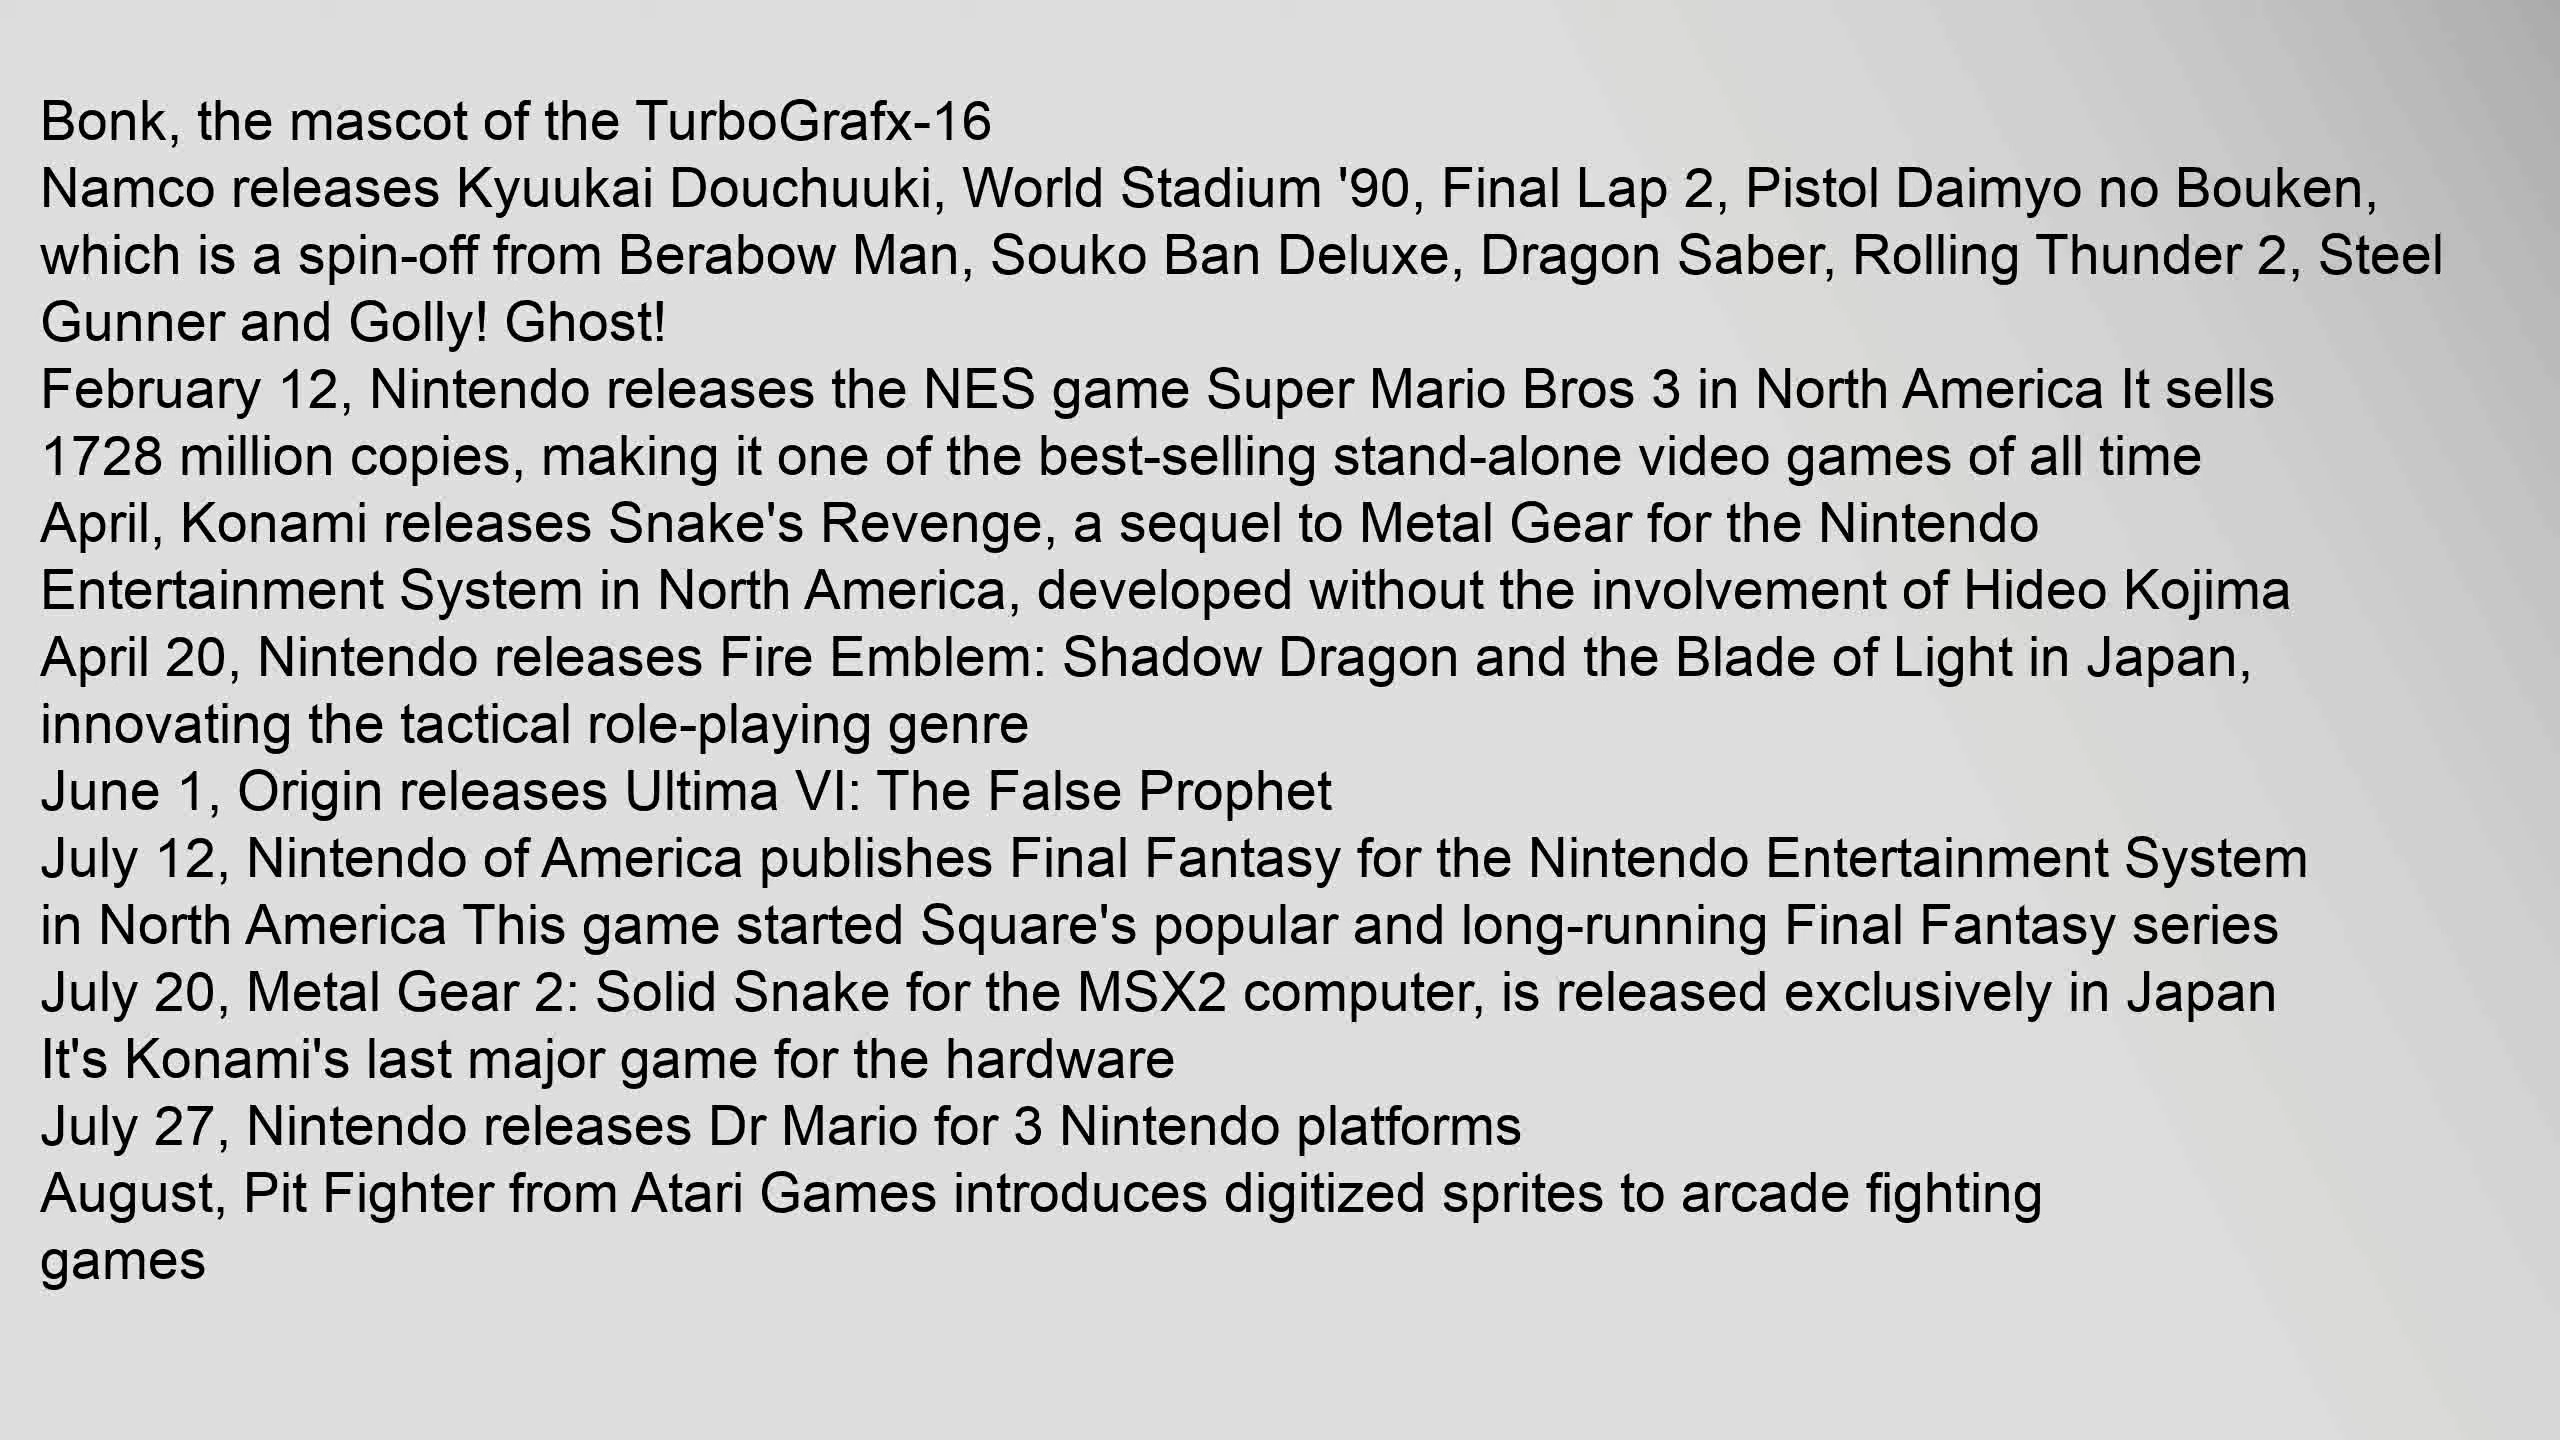 Bonk, the mascot of the TurboGrafx-16
Namco releases Kyuukai Douchuuki, World Stadium '90, Final Lap 2, Pistol Daimyo no Bouken,
which is a spin-off from Berabow Man, Souko Ban Deluxe, Dragon Saber, Rolling Thunder 2, Steel
Gunner and Golly! Ghost!
February 12, Nintendo releases the NES game Super Mario Bros 3 in North America It sells
1728 million copies, making it one of the best-selling stand-alone video games of all time
April, Konami releases Snake's Revenge, a sequel to Metal Gear for the Nintendo
Entertainment System in North America, developed without the involvement of Hideo Kojima
April 20, Nintendo releases Fire Emblem: Shadow Dragon and the Blade of Light in Japan,
innovating the tactical role-playing genre
June 1, Origin releases Ultima VI: The False Prophet
July 12, Nintendo of America publishes Final Fantasy for the Nintendo Entertainment System
in North America This game started Square's popular and long-running Final Fantasy series
July 20, Metal Gear 2: Solid Snake for the MSX2 computer, is released exclusively in Japan
It's Konami's last major game for the hardware
July 27, Nintendo releases Dr Mario for 3 Nintendo platforms
August, Pit Fighter from Atari Games introduces digitized sprites to arcade fighting
games